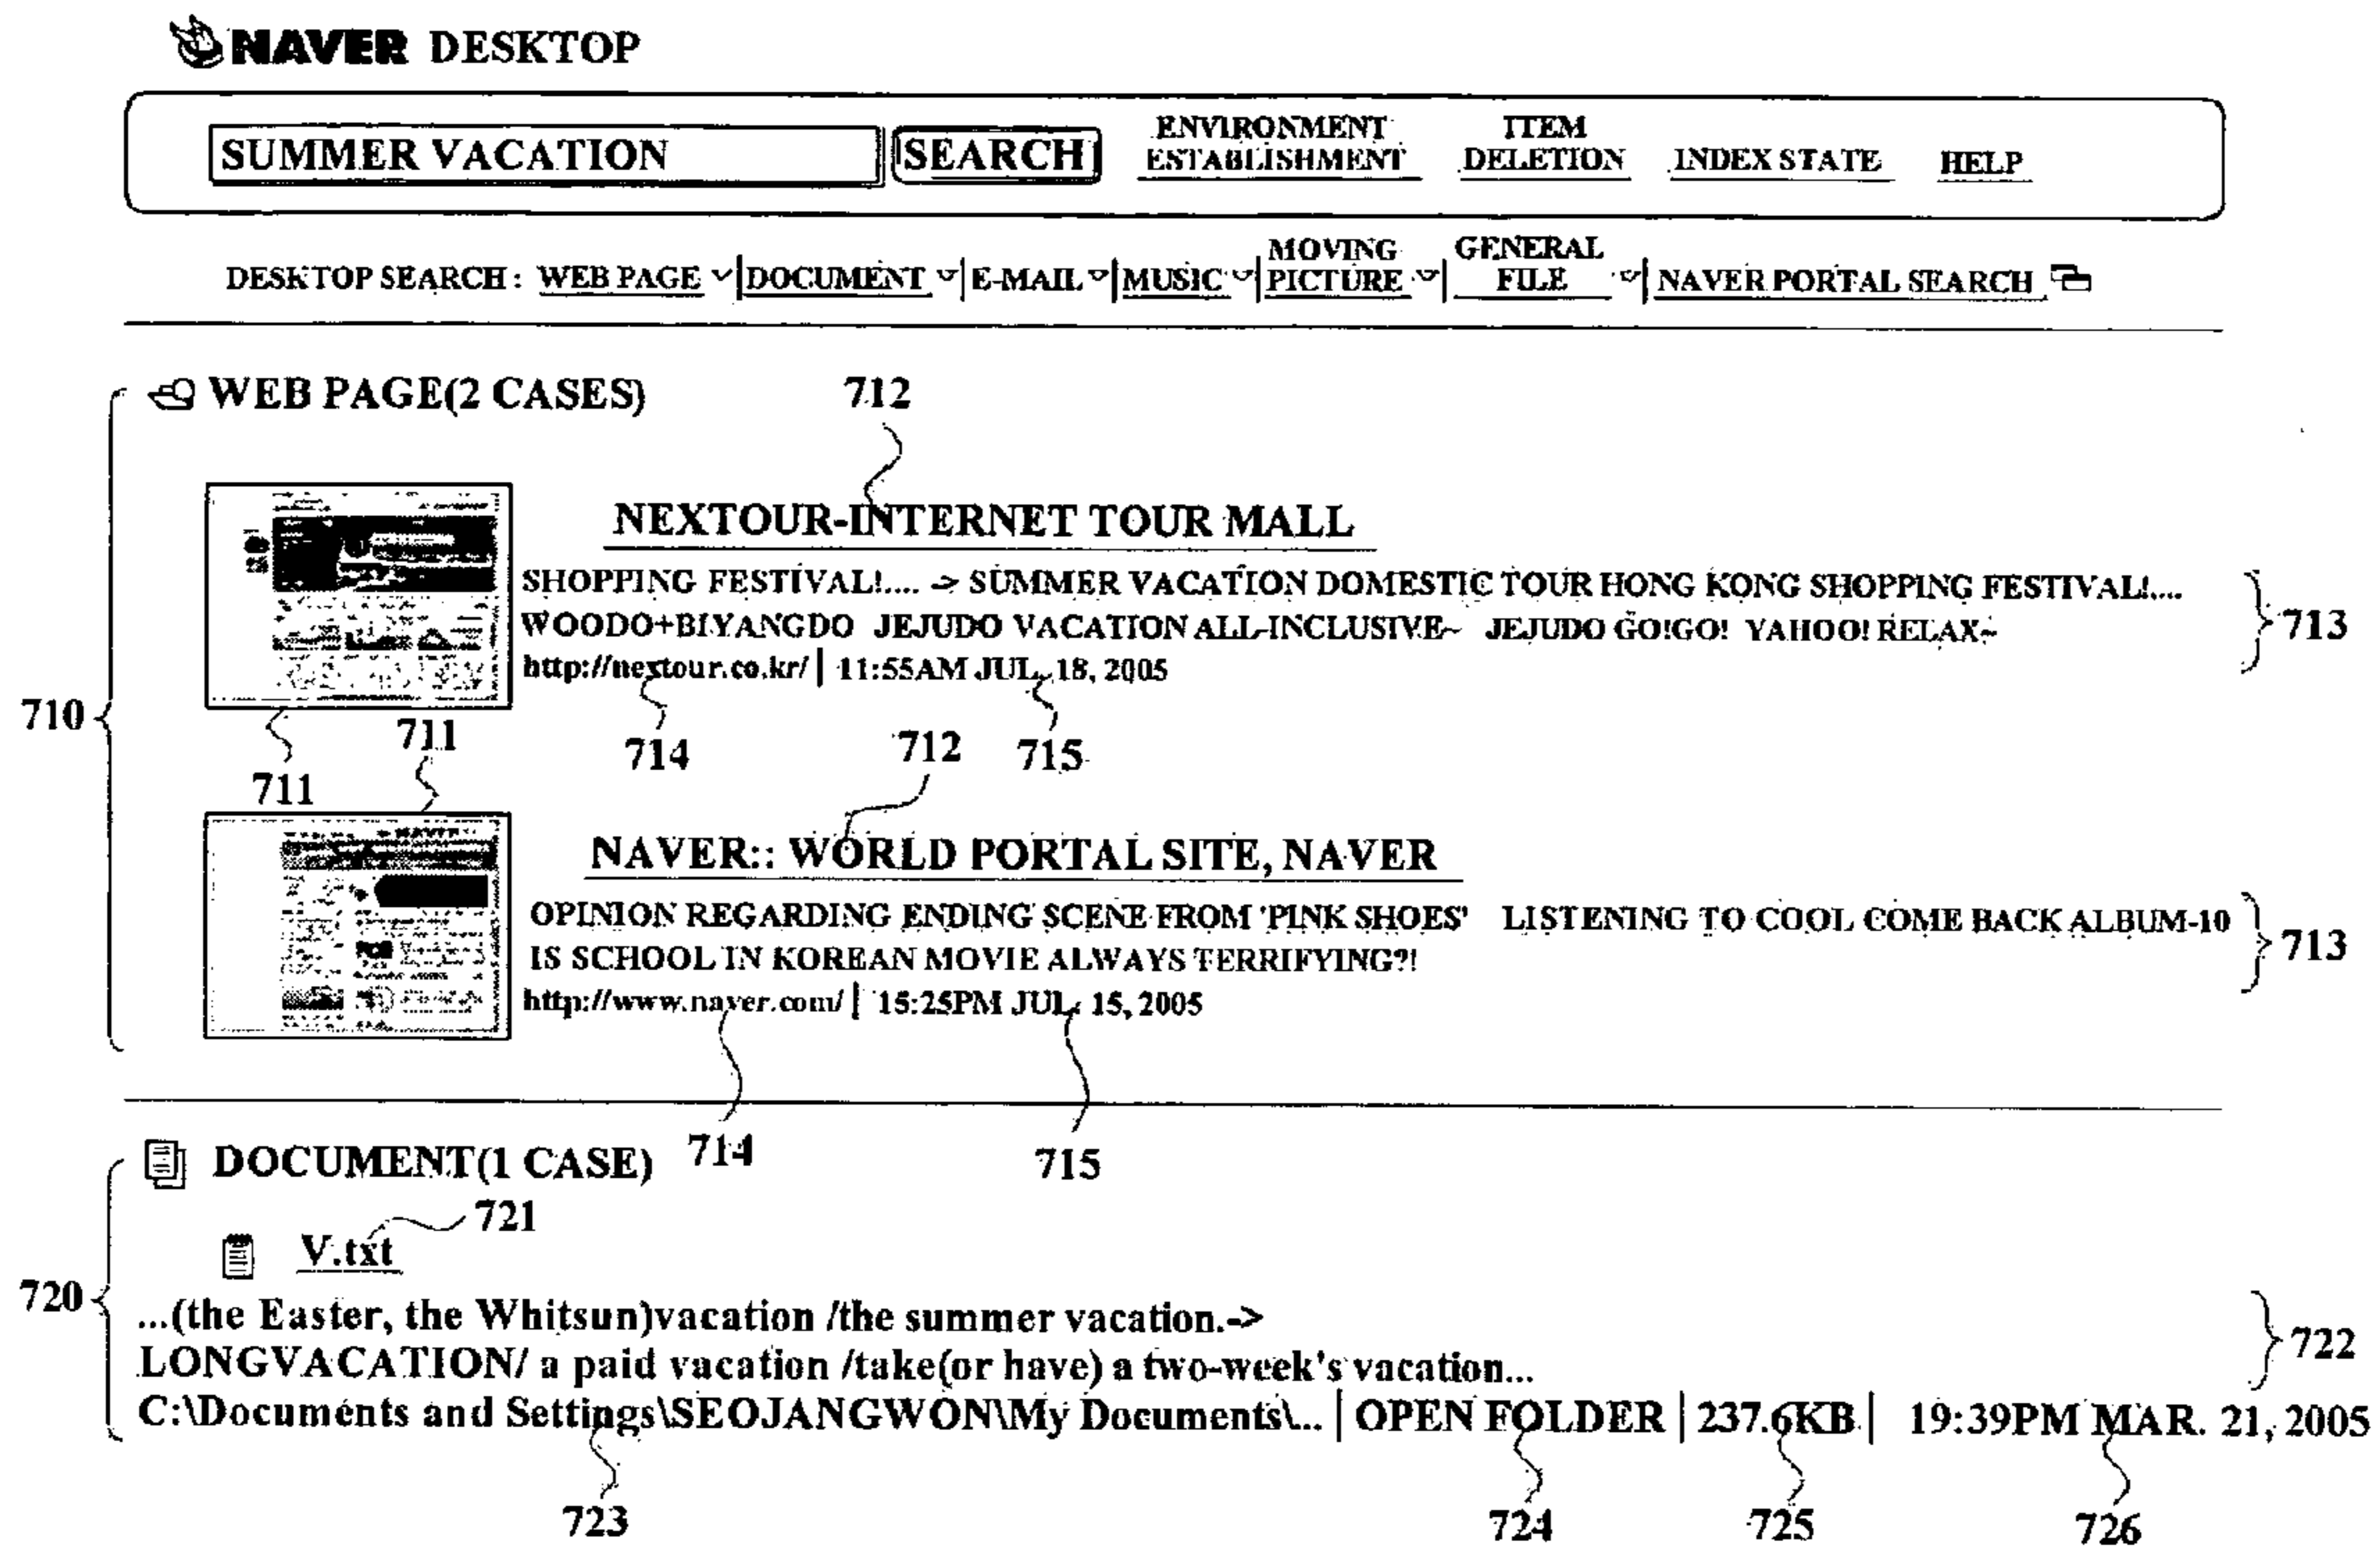 NAVER DESKTOP
SUMMER VACATION SEARCH ENVIRONMENT ESTABLISHMENT ITEM DELETION INDEX STATE HELP
DESKTOP SEARCH : WEB PAGE | DOCUMENT | E-MAIL | MUSIC | MOVING PICTURE | GENERAL FILE | NAVER PORTAL SEARCH
WEB PAGE(2 CASES) 712
NEXTOUR-INTERNET TOUR MALL
SHOPPING FESTIVAL!.... -> SUMMER VACATION DOMESTIC TOUR HONG KONG SHOPPING FESTIVAL!....
WOODO+BIYANGDO JEJUDO VACATION ALL-INCLUSIVE~ JEJUDO GO!GO! YAHOO! RELAX~
713
http://nextour.co.kr/ | 11:55AM JUL. 18, 2005
710
711 711 714 712 715
NAVER:: WORLD PORTAL SITE, NAVER
OPINION REGARDING ENDING SCENE FROM 'PINK SHOES' LISTENING TO COOL COME BACK ALBUM-10
713
IS SCHOOL IN KOREAN MOVIE ALWAYS TERRIFYING?!
http://www.naver.com/ | 15:25PM JUL. 15, 2005
714 715
DOCUMENT(1 CASE)
721
V.txt
720
...(the Easter, the Whitsun)vacation /the summer vacation.->
722
LONGVACATION/ a paid vacation /take(or have) a two-week's vacation...
C:\Documents and Settings\SEOJANGWON\My Documents\... | OPEN FOLDER | 237.6KB | 19:39PM MAR. 21, 2005
723 724 725 726